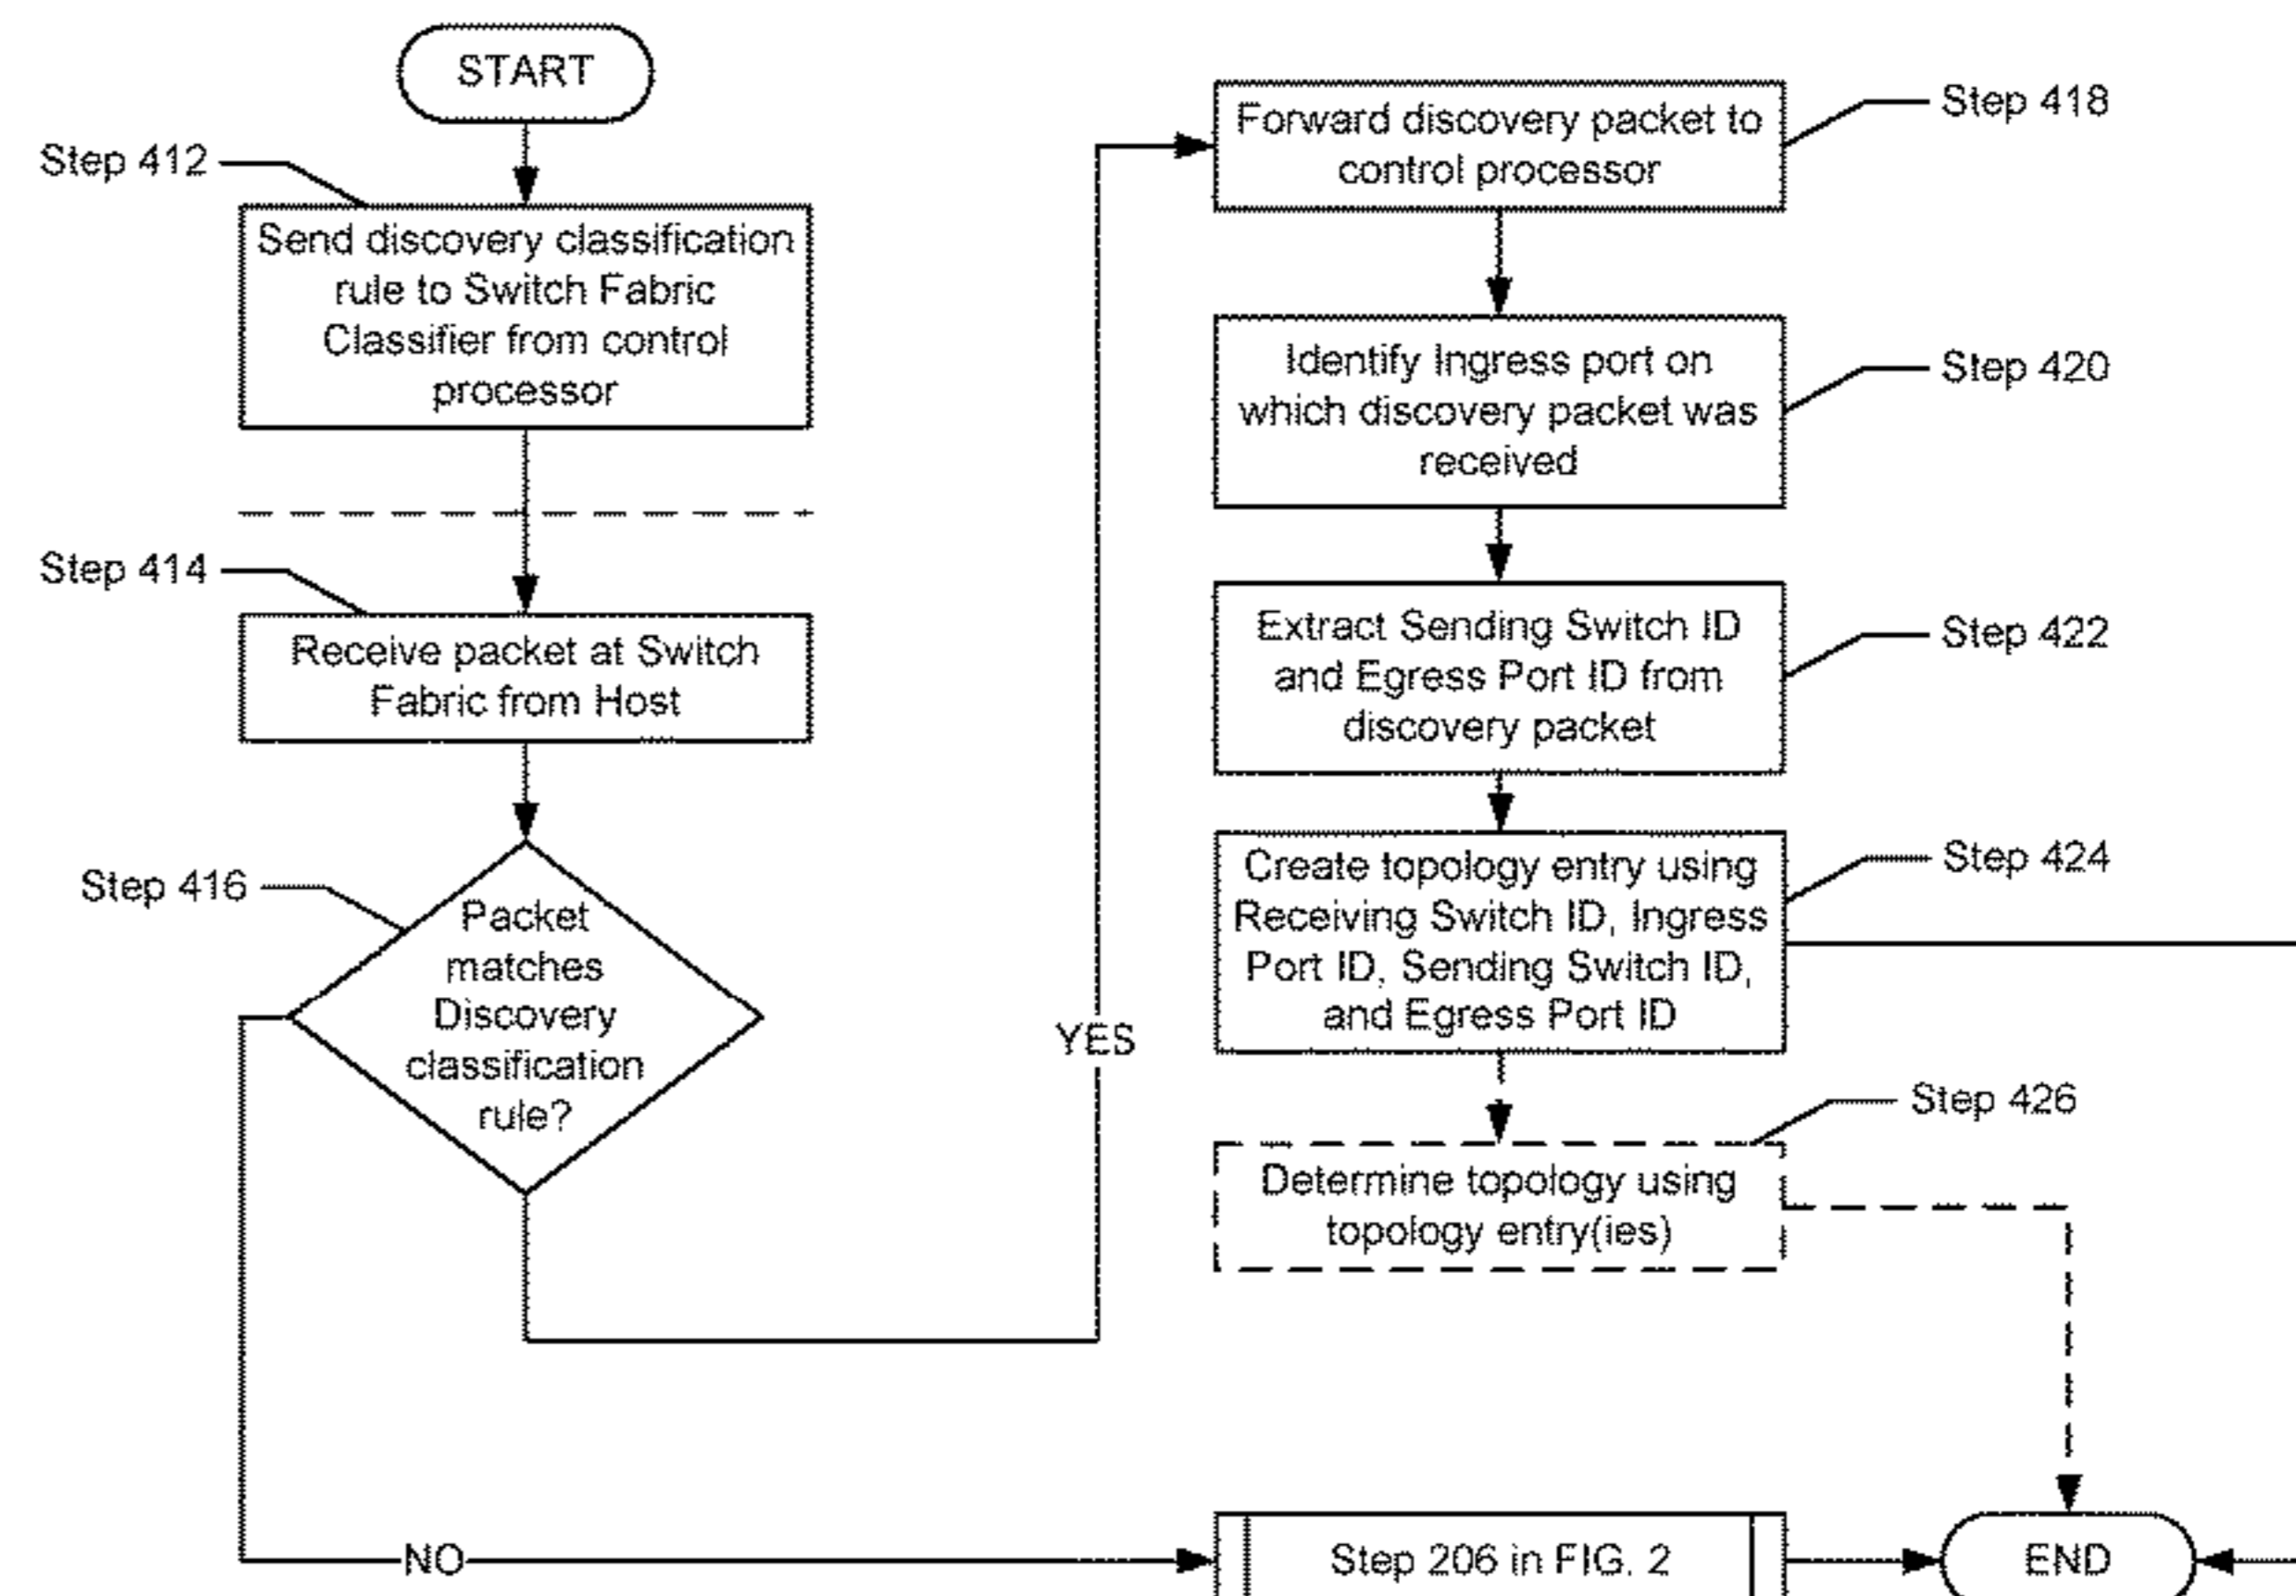 START
Step 412
Send discovery classification
rule to Switch Fabric
Classifier from control
processor
Step 414
Receive packet at Switch
Fabric from Host
Step 416
Packet
matches
Discovery
classification
rule?
YES
NO
Forward discovery packet to
control processor
Step 418
Identify Ingress port on
which discovery packet was
received
Step 420
Extract Sending Switch ID
and Egress Port ID from
discovery packet
Step 422
Create topology entry using
Receiving Switch ID, Ingress
Port ID, Sending Switch ID,
and Egress Port ID
Step 424
Step 426
Determine topology using
topology entry(ies)
Step 206 in FIG. 2
END